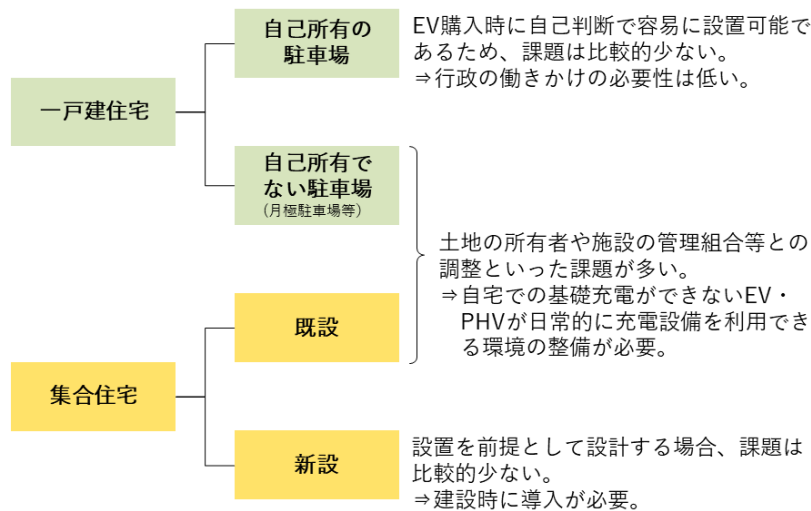 一戸建住宅
自己所有の
駐車場
EV購入時に自己判断で容易に設置可能で
あるため、課題は比較的少ない。
⇒行政の働きかけの必要性は低い。
自己所有で
ない駐車場
(月極駐車場等)
土地の所有者や施設の管理組合等との
調整といった課題が多い。
⇒自宅での基礎充電ができないEV・
PHVが日常的に充電設備を利用でき
る環境の整備が必要。
集合住宅
既設
新設
設置を前提として設計する場合、課題は
比較的少ない。
⇒建設時に導入が必要。